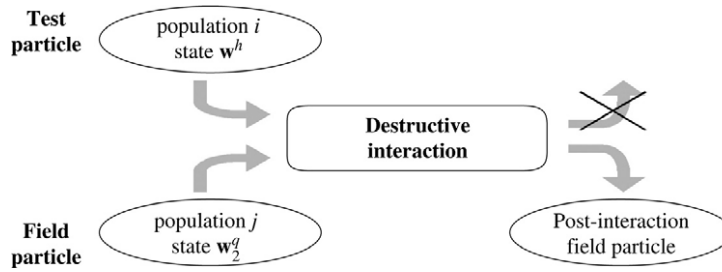 Test
particle
population i
state w^h
Destructive
interaction
Field
particle
population j
state w_2^q
Post-interaction
field particle